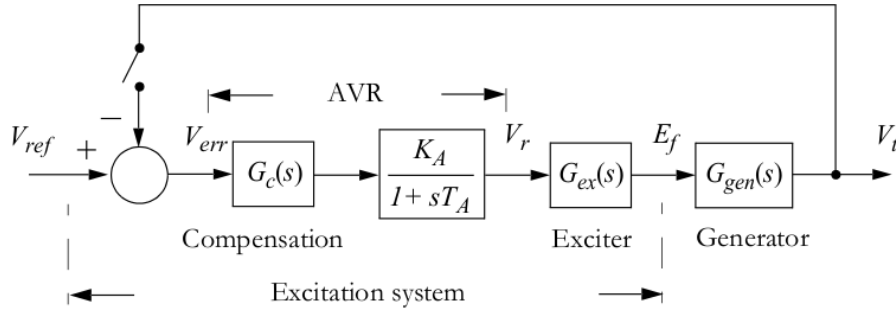 AVR
V_ref
+
−
V_err
G_c(s)
K_A
1 + sT_A
V_r
G_ex(s)
E_f
G_gen(s)
V_t
Compensation
Exciter
Generator
Excitation system